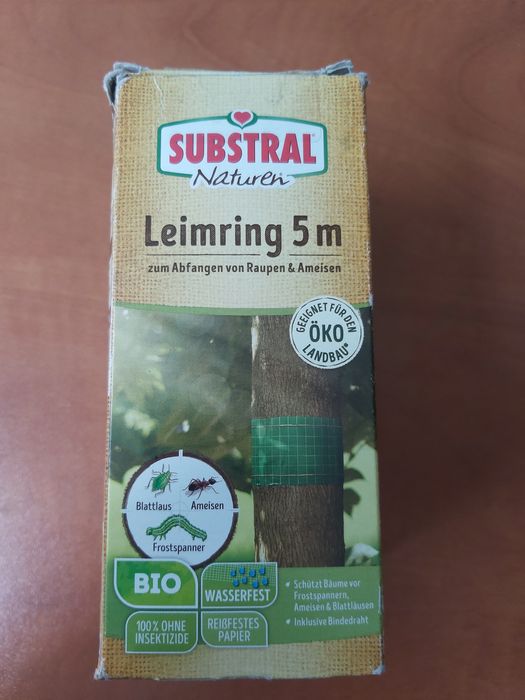 SUBSTRAL
Naturen
Leimring 5 m
zum Abfangen von Raupen & Ameisen
GEEIGNET FÜR DEN
ÖKO
LANDBAU*
Blattlaus
Ameisen
Frostspanner
BIO
WASSERFEST
100% OHNE
INSEKTIZIDE
REIßFESTES
PAPIER
• Schützt Bäume vor
Frostspannern,
Ameisen & Blattläusen
• Inklusive Bindedraht